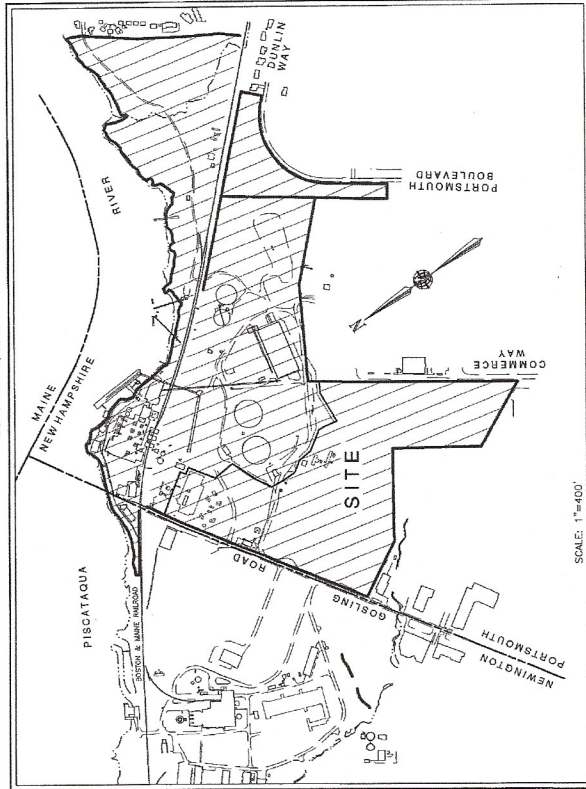 MAINE
NEW HAMPSHIRE
RIVER
PISCATAQUA
BOSTON & MAINE RAILROAD
DUNLIN
WAY
PORTSMOUTH
BOULEVARD
N
COMMERCE
WAY
SITE
GOSLING
ROAD
NEWINGTON
PORTSMOUTH
SCALE: 1"=400'